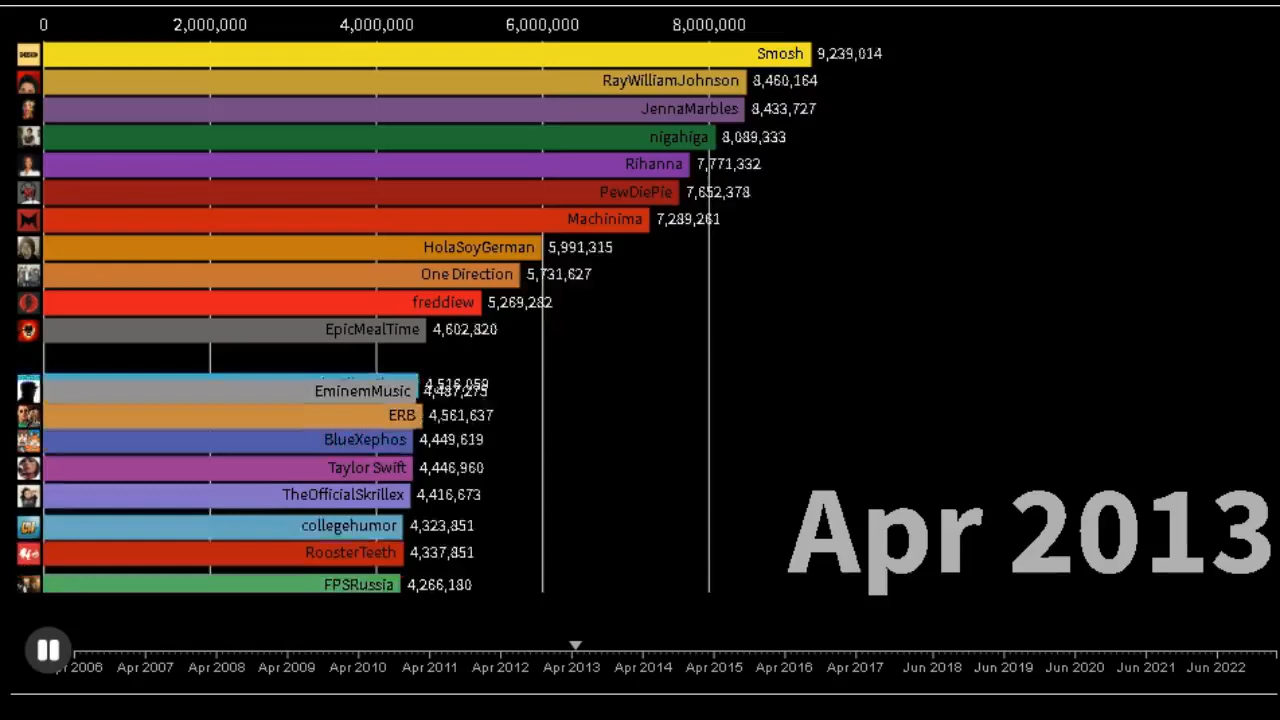 0 2,000,000 4,000,000 6,000,000 8,000,000
Smosh 9,239,014
RayWilliamJohnson 8,460,164
JennaMarbles 8,433,727
nigahiga 8,089,333
Rihanna 7,771,332
PewDiePie 7,652,378
Machinima 7,289,261
HolaSoyGerman 5,991,315
One Direction 5,731,627
freddiew 5,269,282
EpicMealTime 4,602,820
4,516,059
EminemMusic 4,487,275
ERB 4,561,637
BlueXephos 4,449,619
Taylor Swift 4,446,960
TheOfficialSkrillex 4,416,673
collegehumor 4,323,851
RoosterTeeth 4,337,851
FPSRussia 4,266,180
Apr 2013
pr 2006 Apr 2007 Apr 2008 Apr 2009 Apr 2010 Apr 2011 Apr 2012 Apr 2013 Apr 2014 Apr 2015 Apr 2016 Apr 2017 Jun 2018 Jun 2019 Jun 2020 Jun 2021 Jun 2022